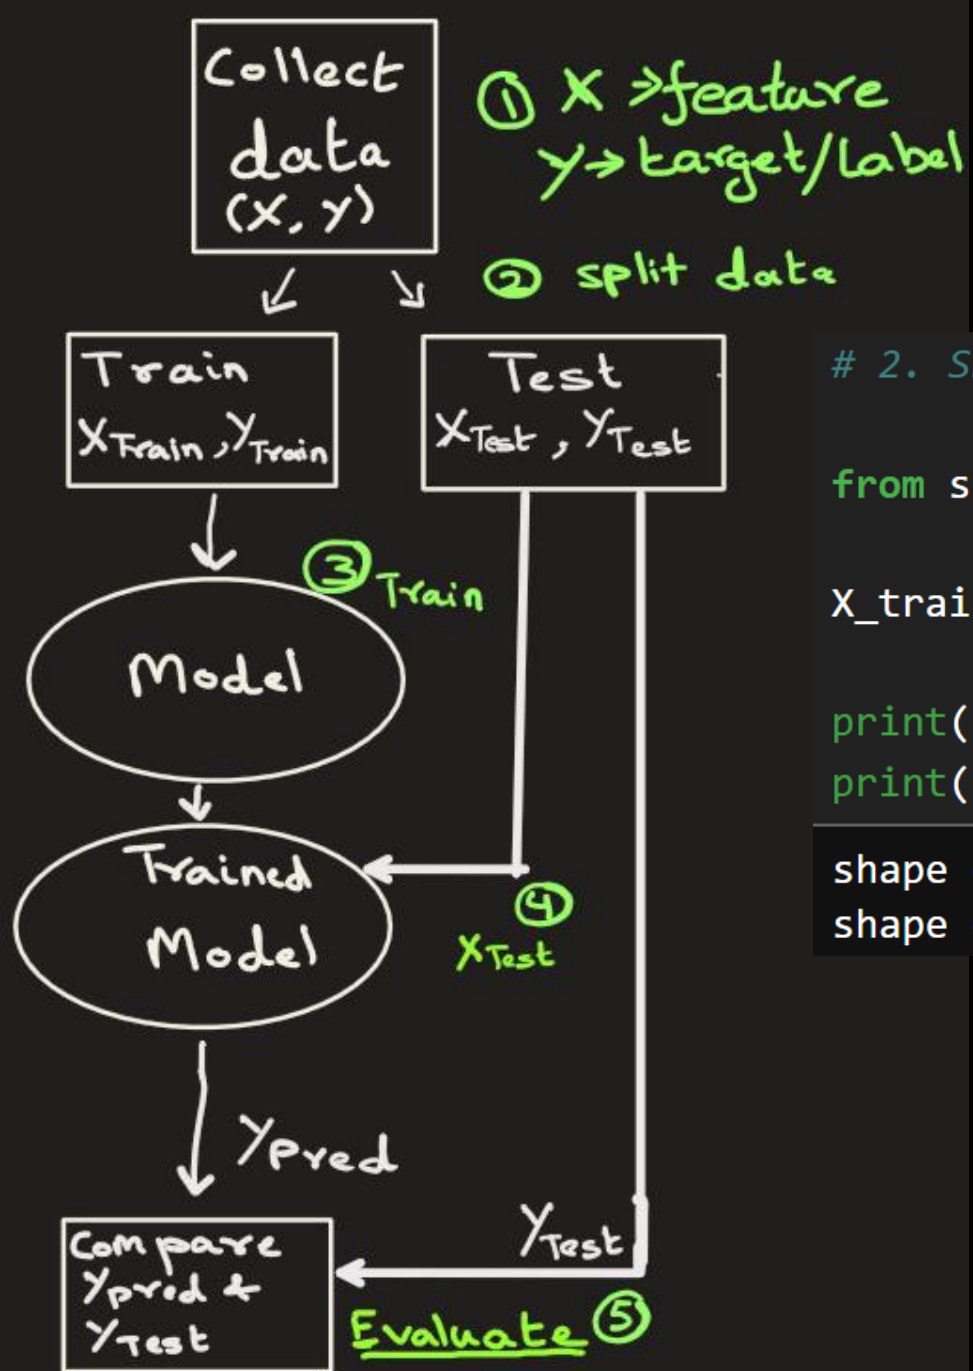 Collect
data
(X, Y)
① X → feature
Y → target/Label
② split data
Train
XTrain, YTrain
Test
XTest, YTest
③ Train
Model
Trained
Model
④
XTest
Ypred
YTest
Compare
Ypred &
YTest
Evaluate ⑤
# 2. S
from s
X_trai
print(
print(
shape
shape